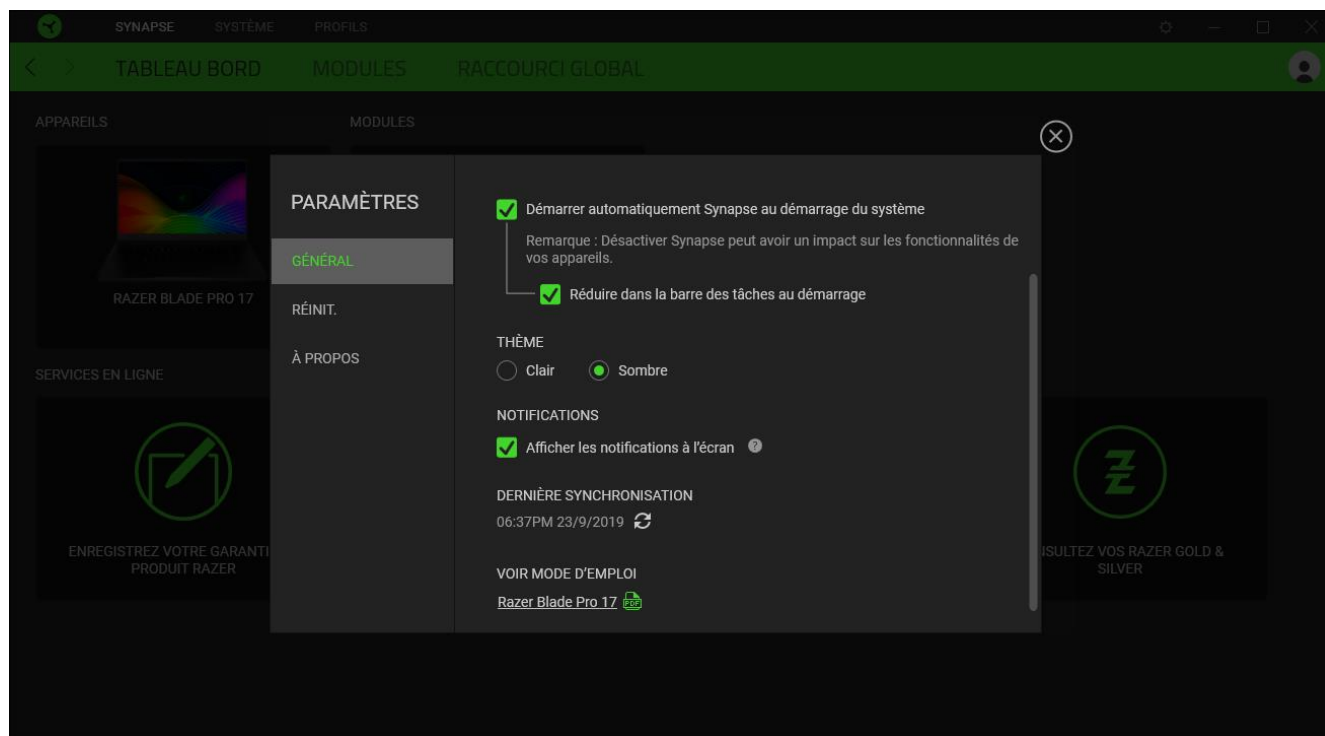 SYNAPSE
SYSTÈME
PROFILS
TABLEAU BORD
MODULES
RACCOURCI GLOBAL
APPAREILS
MODULES
RAZER BLADE PRO 17
SERVICES EN LIGNE
ENREGISTREZ VOTRE GARANTI
PRODUIT RAZER
PARAMÈTRES
GÉNÉRAL
RÉINIT.
À PROPOS
Démarrer automatiquement Synapse au démarrage du système
Remarque : Désactiver Synapse peut avoir un impact sur les fonctionnalités de
vos appareils.
Réduire dans la barre des tâches au démarrage
THÈME
Clair
Sombre
NOTIFICATIONS
Afficher les notifications à l'écran
DERNIÈRE SYNCHRONISATION
06:37PM 23/9/2019
VOIR MODE D'EMPLOI
Razer Blade Pro 17
PDF
NSULTEZ VOS RAZER GOLD &
SILVER